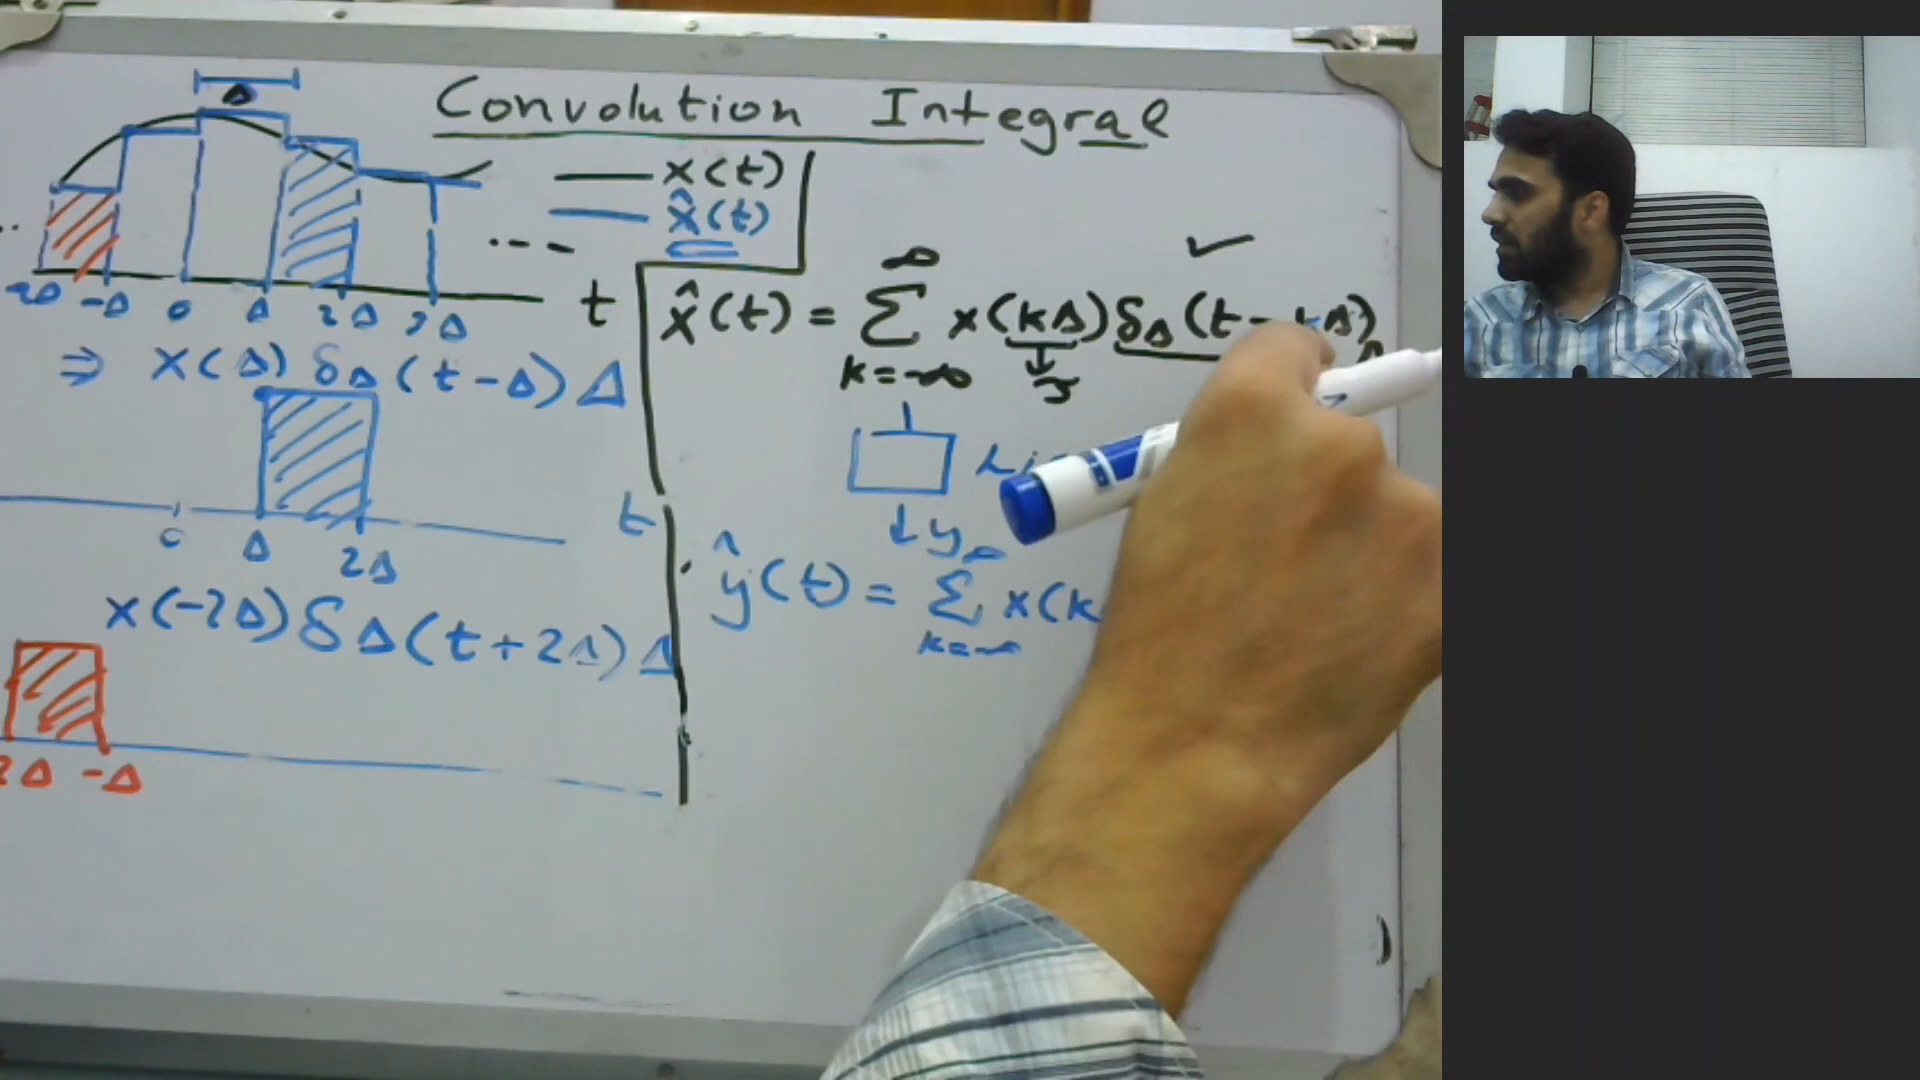 Convolution Integral
Δ
x(t)
x̂(t)
-2Δ -Δ 0 Δ 2Δ 3Δ t
⇒ x(Δ) δΔ(t-Δ) Δ
0 Δ 2Δ t
x(-2Δ) δΔ(t+2Δ) Δ
2Δ -Δ
x̂(t) = ∞ Σ k=-∞ x(kΔ) δΔ(t-kΔ) Δ
↓
ŷ(t) = ∞ Σ k=-∞ x(k